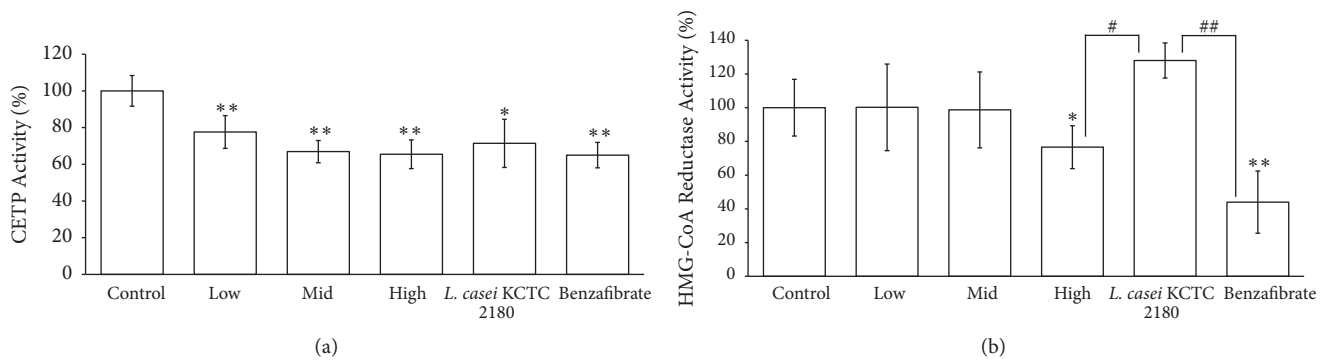 CETP Activity (%)
120
100
80
60
40
20
0
**
**
**
*
**
Control
Low
Mid
High
L. casei KCTC
2180
Benzafibrate
(a)
HMG-CoA Reductase Activity (%)
140
120
100
80
60
40
20
0
#
##
*
**
Control
Low
Mid
High
L. casei KCTC
2180
Benzafibrate
(b)